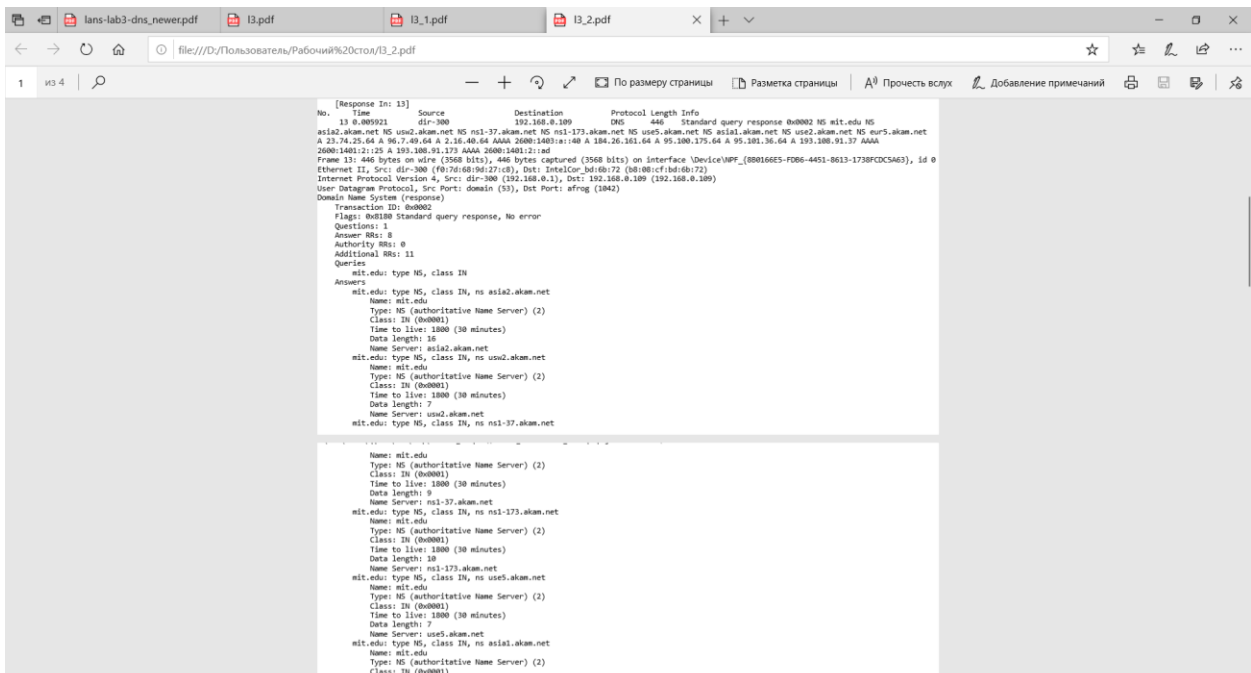 lans-lab3-dns_newer.pdf
l3.pdf
l3_1.pdf
l3_2.pdf
file:///D:/Пользователь/Рабочий%20стол/l3_2.pdf
1 из 4
По размеру страницы
Разметка страницы
Прочесть вслух
Добавление примечаний
[Response In: 13]
No. Time Source Destination Protocol Length Info
13 0.005921 dir-300 192.168.0.109 DNS 446 Standard query response 0x0002 NS mit.edu NS
asia2.akam.net NS usw2.akam.net NS ns1-37.akam.net NS ns1-173.akam.net NS use5.akam.net NS asia1.akam.net NS use2.akam.net NS eur5.akam.net
A 23.74.25.64 A 96.7.49.64 A 2.16.40.64 AAAA 2600:1403:a::40 A 184.26.161.64 A 95.100.175.64 A 95.101.36.64 A 193.108.91.37 AAAA
2600:1401:2::25 A 193.108.91.173 AAAA 2600:1401:2::ad
Frame 13: 446 bytes on wire (3568 bits), 446 bytes captured (3568 bits) on interface \Device\NPF_{8B0166E5-FDB6-4451-8613-1738FCDC5A63}, id 0
Ethernet II, Src: dir-300 (f0:7d:68:9d:27:c8), Dst: IntelCor_bd:6b:72 (b8:08:cf:bd:6b:72)
Internet Protocol Version 4, Src: dir-300 (192.168.0.1), Dst: 192.168.0.109 (192.168.0.109)
User Datagram Protocol, Src Port: domain (53), Dst Port: afrog (1042)
Domain Name System (response)
Transaction ID: 0x0002
Flags: 0x8180 Standard query response, No error
Questions: 1
Answer RRs: 8
Authority RRs: 0
Additional RRs: 11
Queries
mit.edu: type NS, class IN
Answers
mit.edu: type NS, class IN, ns asia2.akam.net
Name: mit.edu
Type: NS (authoritative Name Server) (2)
Class: IN (0x0001)
Time to live: 1800 (30 minutes)
Data length: 16
Name Server: asia2.akam.net
mit.edu: type NS, class IN, ns usw2.akam.net
Name: mit.edu
Type: NS (authoritative Name Server) (2)
Class: IN (0x0001)
Time to live: 1800 (30 minutes)
Data length: 7
Name Server: usw2.akam.net
mit.edu: type NS, class IN, ns ns1-37.akam.net
Name: mit.edu
Type: NS (authoritative Name Server) (2)
Class: IN (0x0001)
Time to live: 1800 (30 minutes)
Data length: 9
Name Server: ns1-37.akam.net
mit.edu: type NS, class IN, ns ns1-173.akam.net
Name: mit.edu
Type: NS (authoritative Name Server) (2)
Class: IN (0x0001)
Time to live: 1800 (30 minutes)
Data length: 10
Name Server: ns1-173.akam.net
mit.edu: type NS, class IN, ns use5.akam.net
Name: mit.edu
Type: NS (authoritative Name Server) (2)
Class: IN (0x0001)
Time to live: 1800 (30 minutes)
Data length: 7
Name Server: use5.akam.net
mit.edu: type NS, class IN, ns asia1.akam.net
Name: mit.edu
Type: NS (authoritative Name Server) (2)
Class: IN (0x0001)